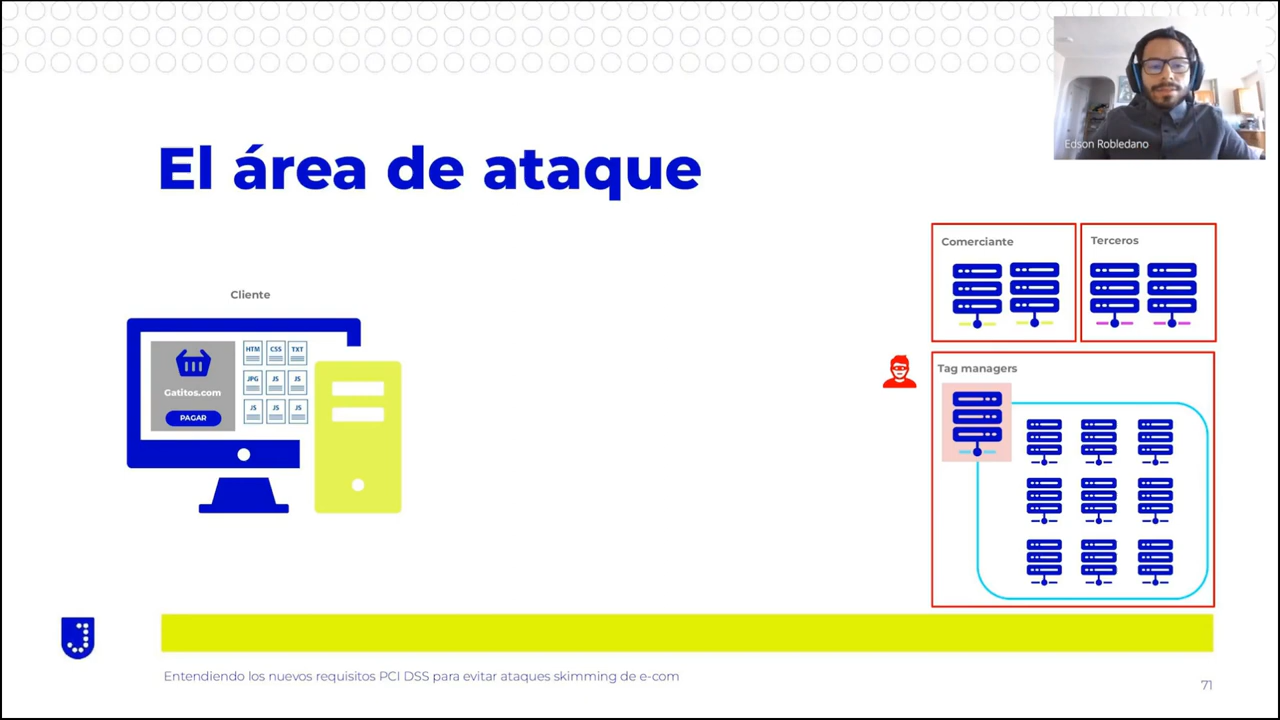 Edson Robledano
El área de ataque
Cliente
HTM CSS TXT
JPG JS JS
JS JS JS
Gatitos.com
PAGAR
Comerciante
Terceros
Tag managers
Entendiendo los nuevos requisitos PCI DSS para evitar ataques skimming de e-com
71